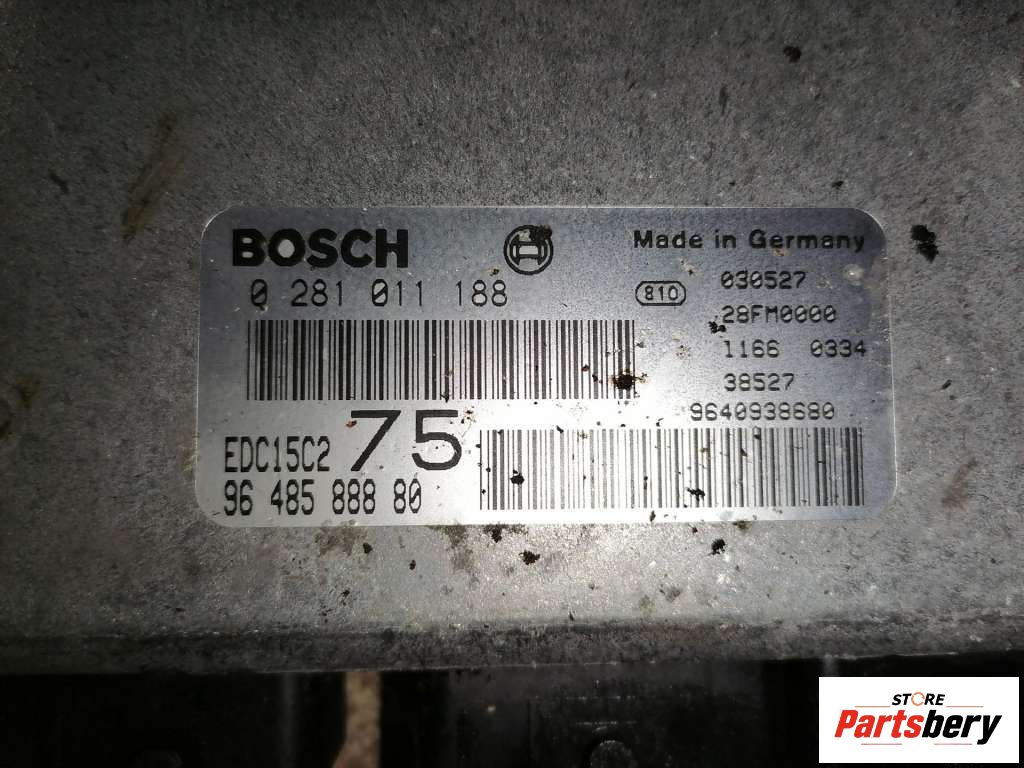 BOSCH
Made in Germany
0 281 011 188
810
030527
28FM0000
1166 0334
38527
9640938680
75
EDC15C2
96 485 888 80
STORE
Partsbery